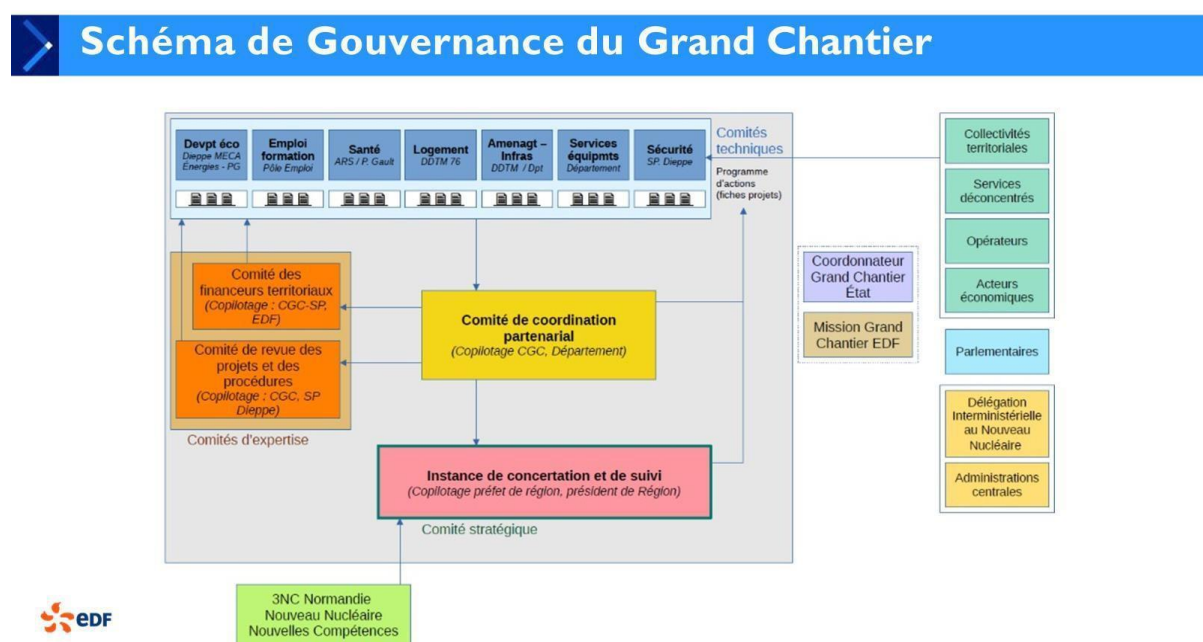 Schéma de Gouvernance du Grand Chantier
Devpt éco
Dieppe MECA
Énergies - PG
Emploi
formation
Pôle Emploi
Santé
ARS / P. Gault
Logement
DDTM 76
Amenagt –
Infras
DDTM / Dpt
Services
équipmts
Département
Sécurité
SP. Dieppe
Comités
techniques
Programme
d'actions
(fiches projets)
Comité des
financeurs territoriaux
(Copilotage : CGC-SP,
EDF)
Comité de revue des
projets et des
procédures
(Copilotage : CGC, SP
Dieppe)
Comités d'expertise
Comité de coordination
partenarial
(Copilotage CGC, Département)
Instance de concertation et de suivi
(Copilotage préfet de région, président de Région)
Comité stratégique
3NC Normandie
Nouveau Nucléaire
Nouvelles Compétences
Coordonnateur
Grand Chantier
État
Mission Grand
Chantier EDF
Collectivités
territoriales
Services
déconcentrés
Opérateurs
Acteurs
économiques
Parlementaires
Délégation
Interministérielle
au Nouveau
Nucléaire
Administrations
centrales
eDF